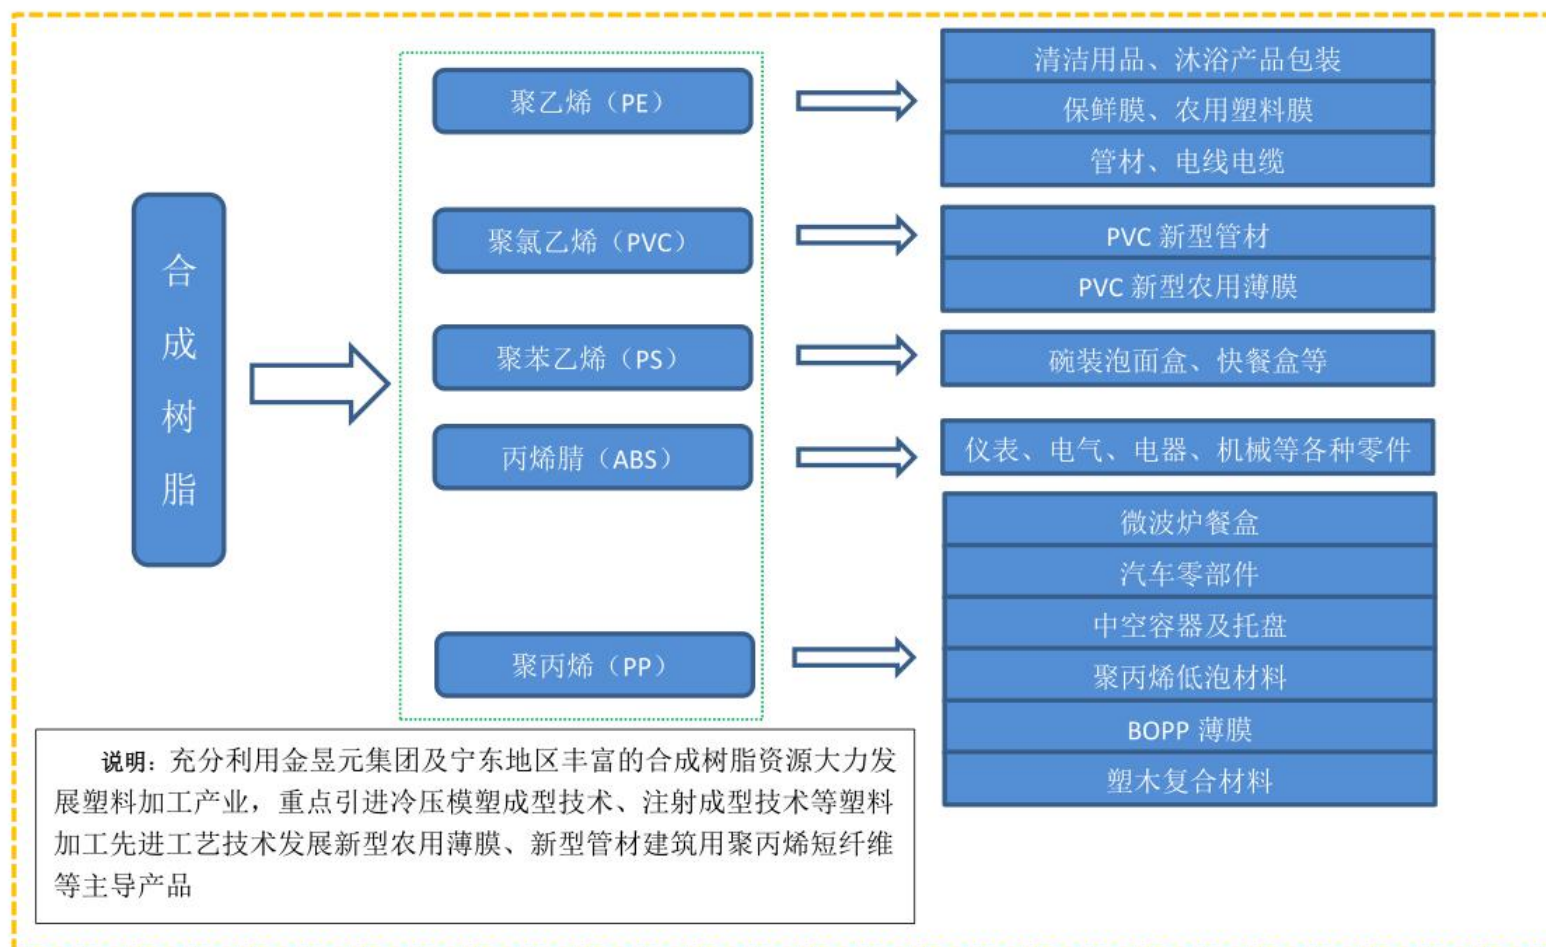 合成树脂
聚乙烯（PE）
清洁用品、沐浴产品包装
保鲜膜、农用塑料膜
管材、电线电缆
聚氯乙烯（PVC）
PVC 新型管材
PVC 新型农用薄膜
聚苯乙烯（PS）
碗装泡面盒、快餐盒等
丙烯腈（ABS）
仪表、电气、电器、机械等各种零件
聚丙烯（PP）
微波炉餐盒
汽车零部件
中空容器及托盘
聚丙烯低泡材料
BOPP 薄膜
塑木复合材料
说明：充分利用金昱元集团及宁东地区丰富的合成树脂资源大力发
展塑料加工产业，重点引进冷压模塑成型技术、注射成型技术等塑料
加工先进工艺技术发展新型农用薄膜、新型管材建筑用聚丙烯短纤维
等主导产品